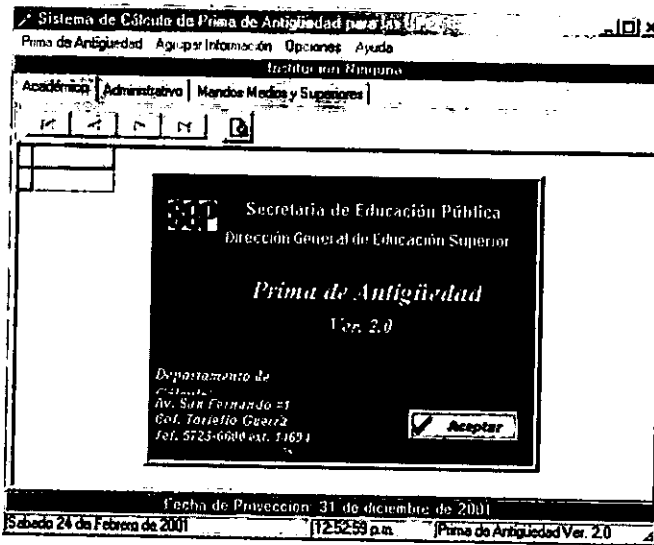 Sistema de Cálculo de Prima de Antigüedad para las
Prima de Antigüedad Agrupar Información Opciones Ayuda
Institucion Ninguna
Académico Administrativo Mandos Medios y Superiores
SEP Secretaría de Educación Pública
Dirección General de Educación Superior
Prima de Antigüedad
Ver. 2.0
Departamento de
Av. San Fernando #1
Col. Toriello Guerra
Tel. 5723-6600 ext. 14694
Aceptar
Fecha de Proyeccion: 31 de diciembre de 2001
Sabado 24 de Febrero de 2001 12:52:59 p.m. Prima de Antigüedad Ver. 2.0